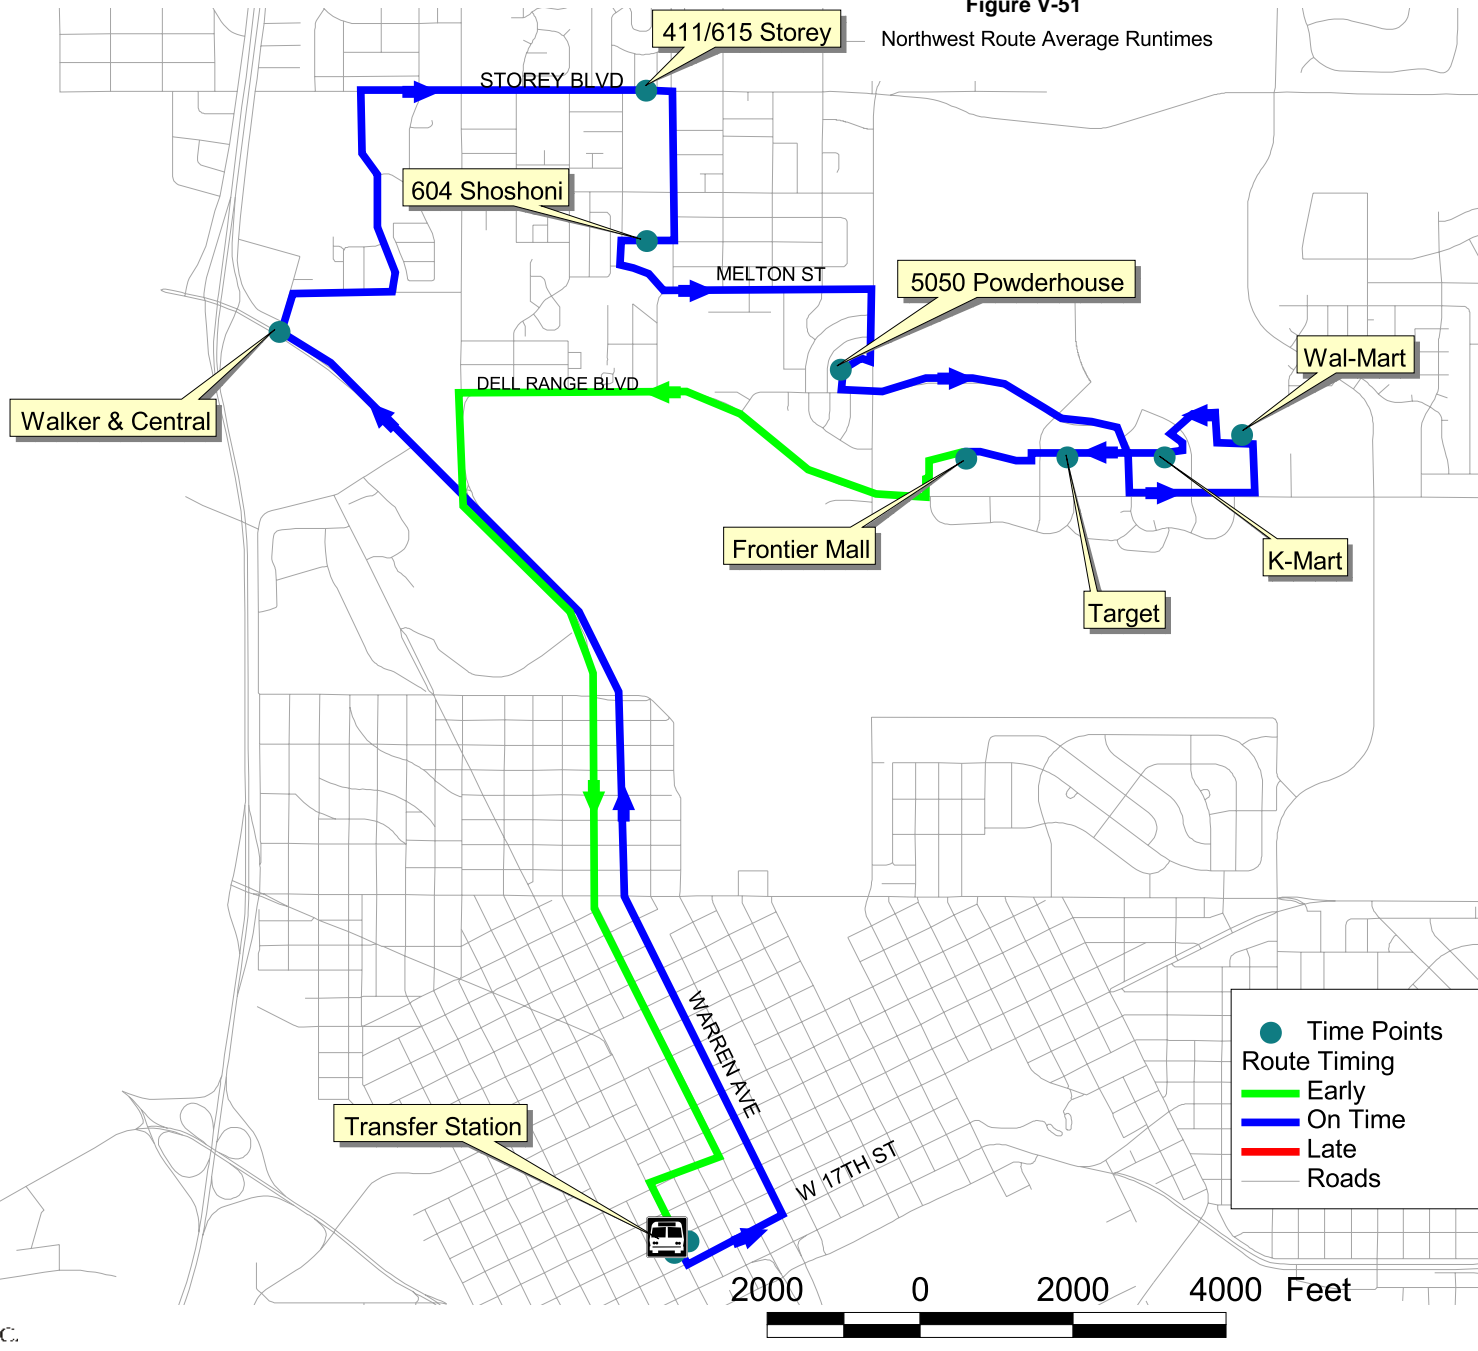 Figure V-51
Northwest Route Average Runtimes
411/615 Storey
STOREY BLVD
604 Shoshoni
MELTON ST
5050 Powderhouse
Wal-Mart
DELL RANGE BLVD
Walker & Central
Frontier Mall
K-Mart
Target
WARREN AVE
W 17TH ST
Transfer Station
Time Points
Route Timing
Early
On Time
Late
Roads
2000 0 2000 4000 Feet
C.